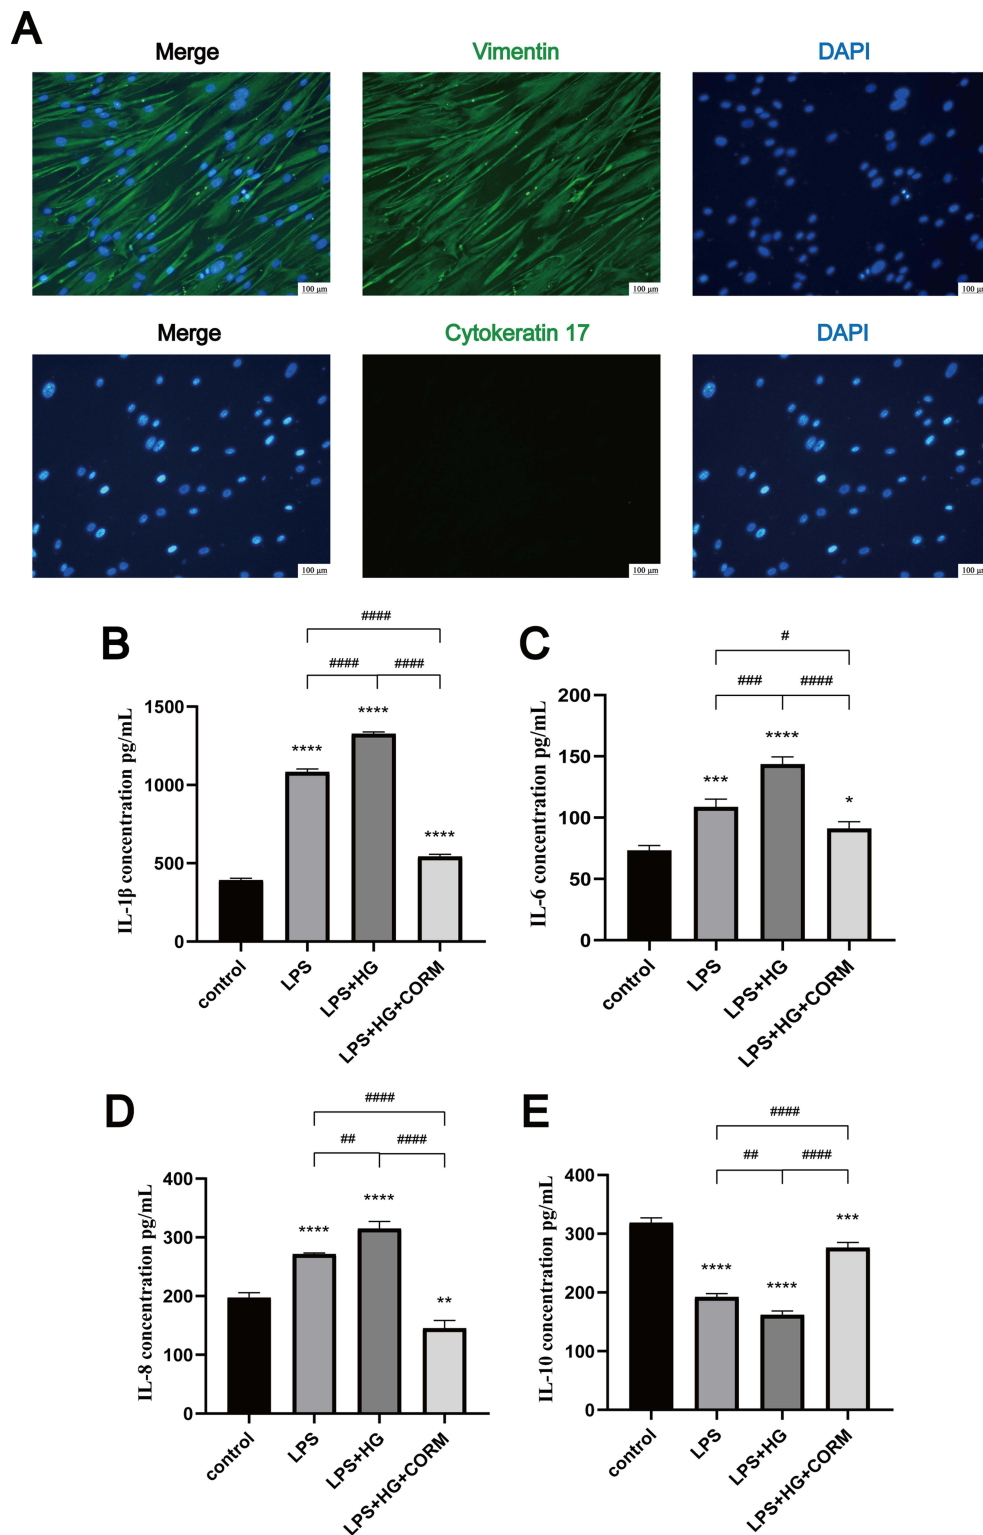 A
Merge Vimentin DAPI
100 μm 100 μm 100 μm
Merge Cytokeratin 17 DAPI
100 μm 100 μm 100 μm
B
####
#### ####
IL-1β concentration pg/mL
1500
1000
500
0
**** **** ****
control LPS LPS+HG LPS+HG+CORM
C
#
### ####
IL-6 concentration pg/mL
200
150
100
50
0
*** **** *
control LPS LPS+HG LPS+HG+CORM
D
####
## ####
IL-8 concentration pg/mL
400
300
200
100
0
**** **** **
control LPS LPS+HG LPS+HG+CORM
E
####
## ####
IL-10 concentration pg/mL
400
300
200
100
0
**** **** ***
control LPS LPS+HG LPS+HG+CORM